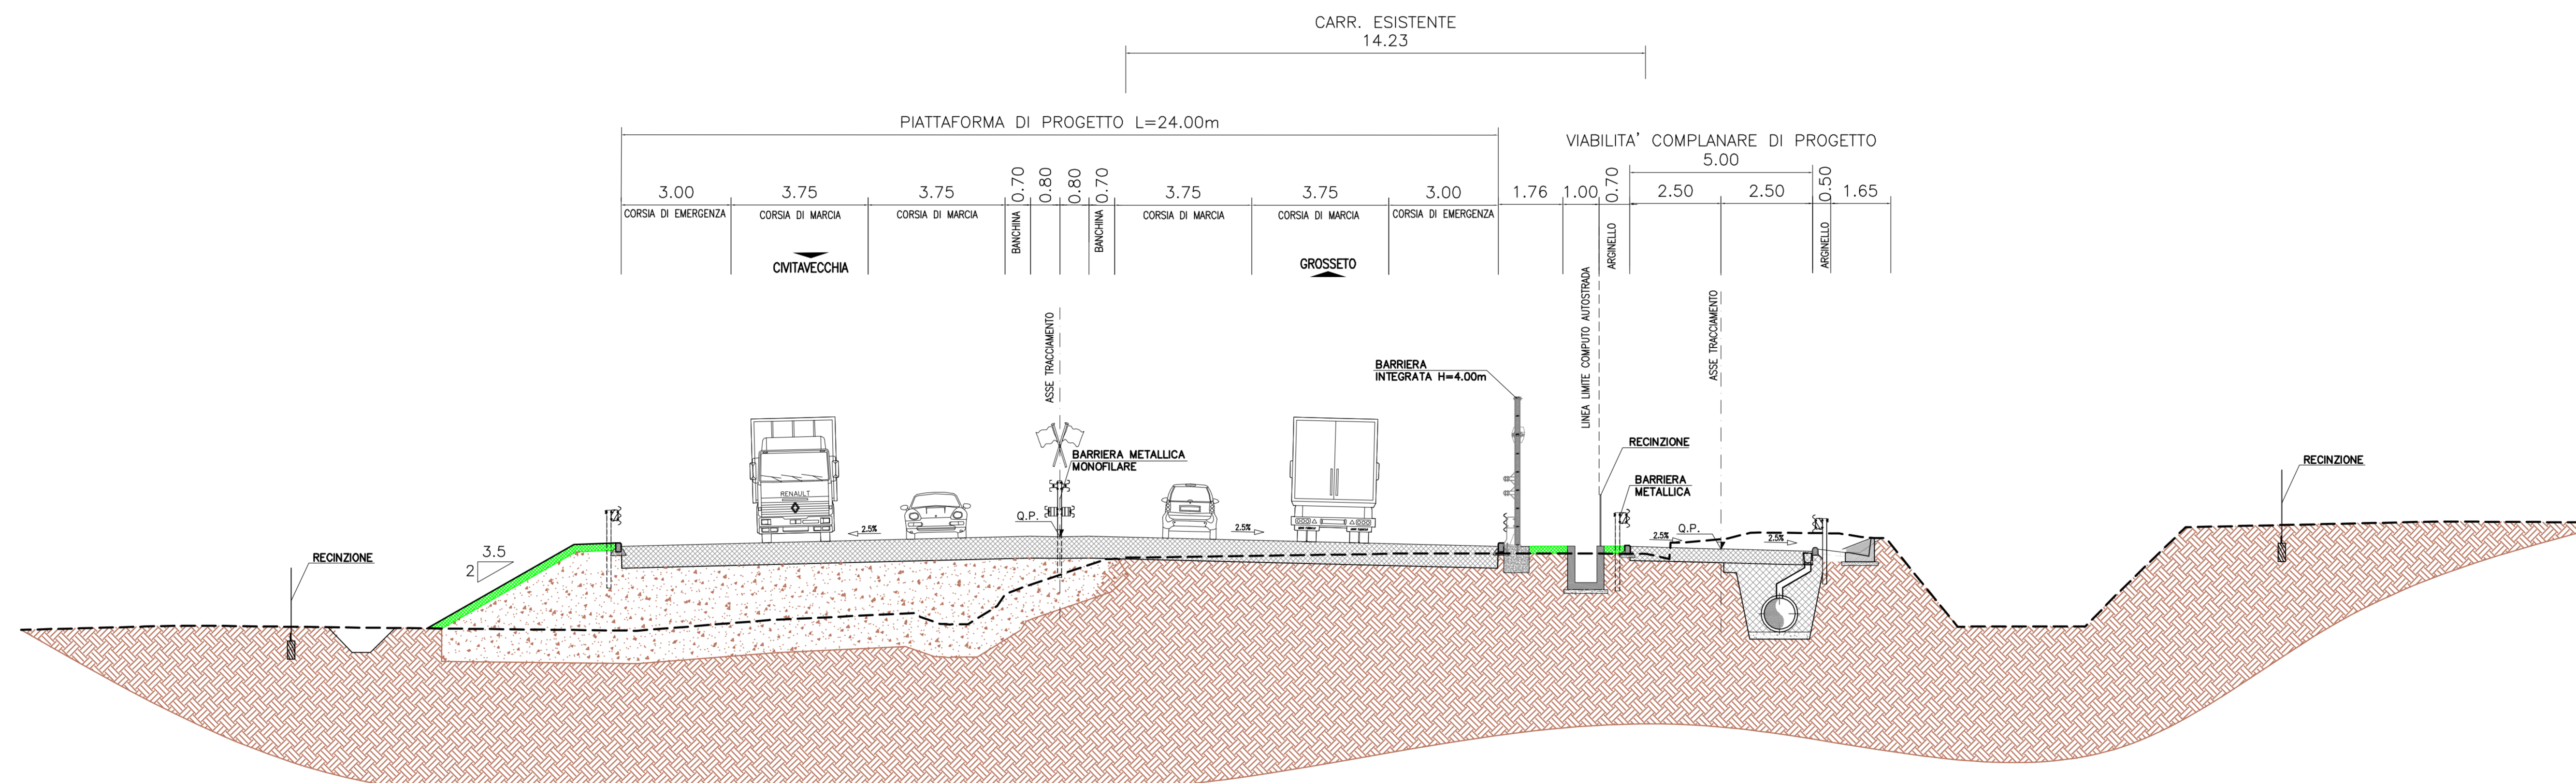 CARR. ESISTENTE
14.23
PIATTAFORMA DI PROGETTO L=24.00m
VIABILITA' COMPLANARE DI PROGETTO
5.00
3.00
3.75
3.75
0.70
0.80
0.80
0.70
3.75
3.75
3.00
1.76
1.00
0.70
2.50
2.50
0.50
1.65
CORSIA DI EMERGENZA
CORSIA DI MARCIA
CORSIA DI MARCIA
BANCHINA
BANCHINA
CORSIA DI MARCIA
CORSIA DI MARCIA
CORSIA DI EMERGENZA
ARGINELLO
ARGINELLO
CIVITAVECCHIA
GROSSETO
ASSE TRACCIAMENTO
LINEA LIMITE COMPUTO AUTOSTRADA
ASSE TRACCIAMENTO
BARRIERA
INTEGRATA H=4.00m
BARRIERA METALLICA
MONOFILARE
RECINZIONE
RECINZIONE
BARRIERA
METALLICA
RENAULT
Q.P.
2.5%
2.5%
Q.P.
2.5%
2.5%
RECINZIONE
3.5
2